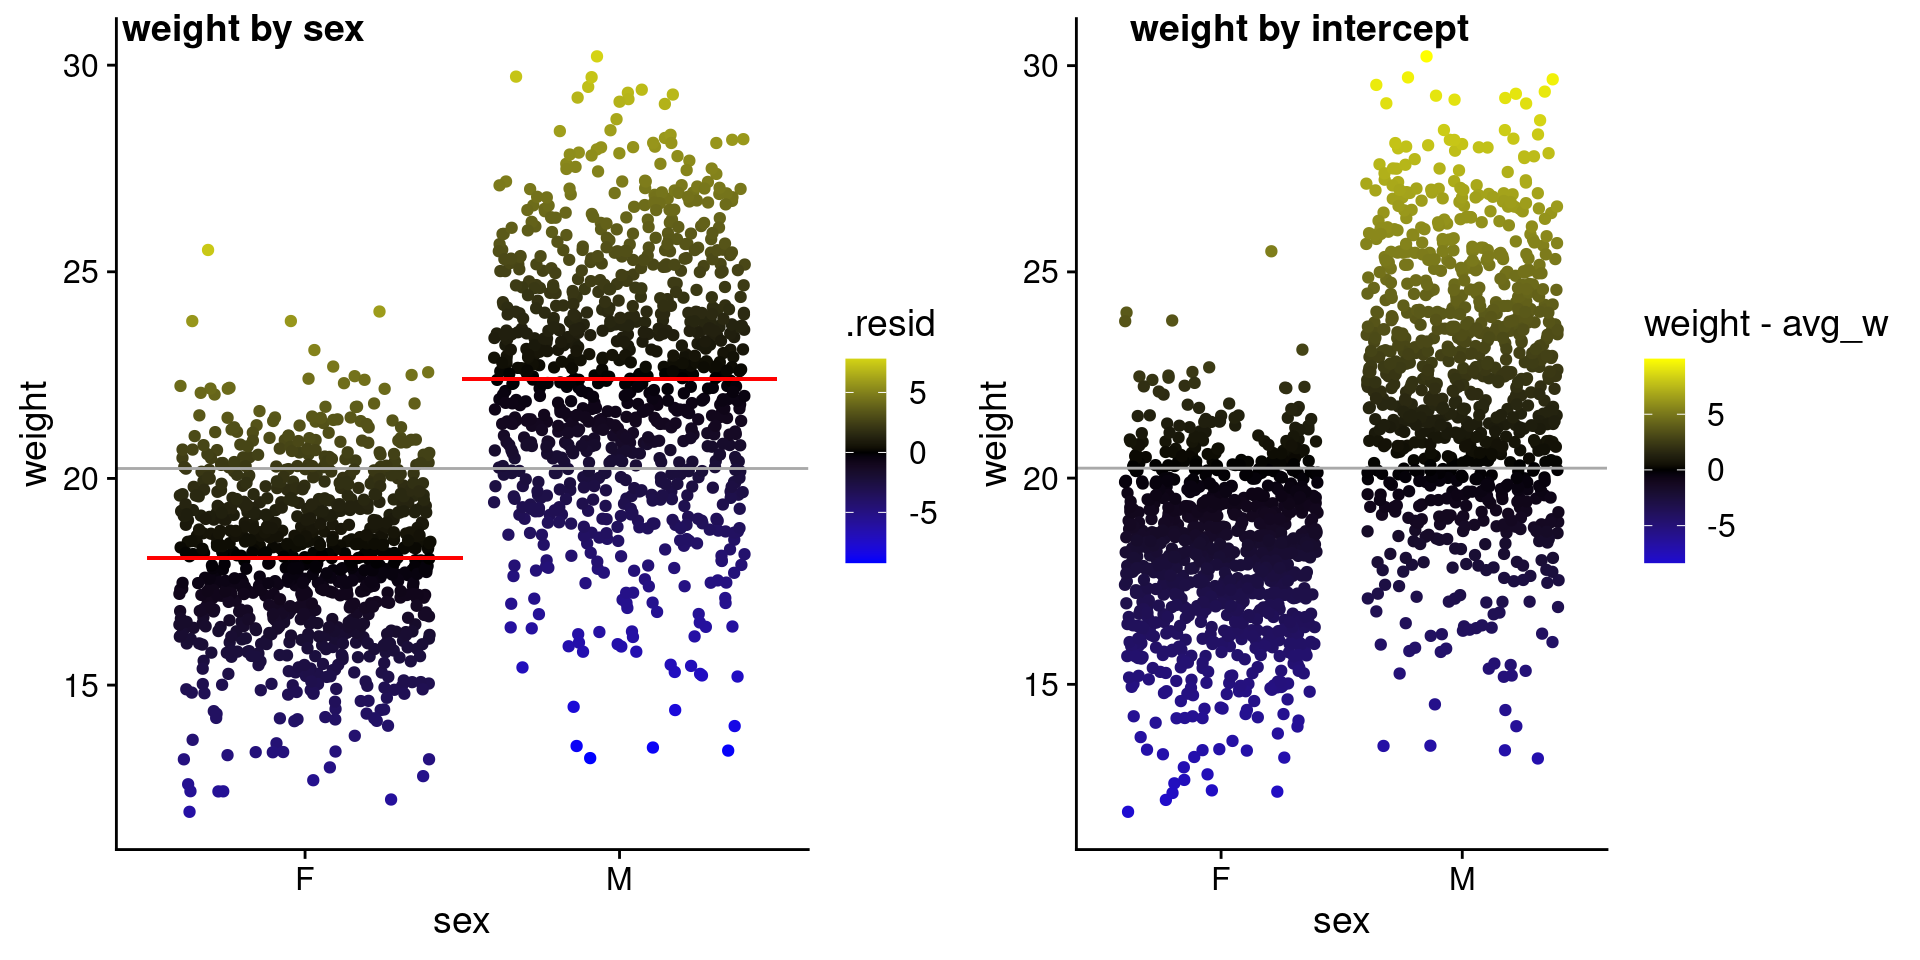 weight by sex
30
25
20
15
weight
F
M
sex
.resid
5
0
-5
weight by intercept
30
25
20
15
weight
F
M
sex
weight - avg_w
5
0
-5